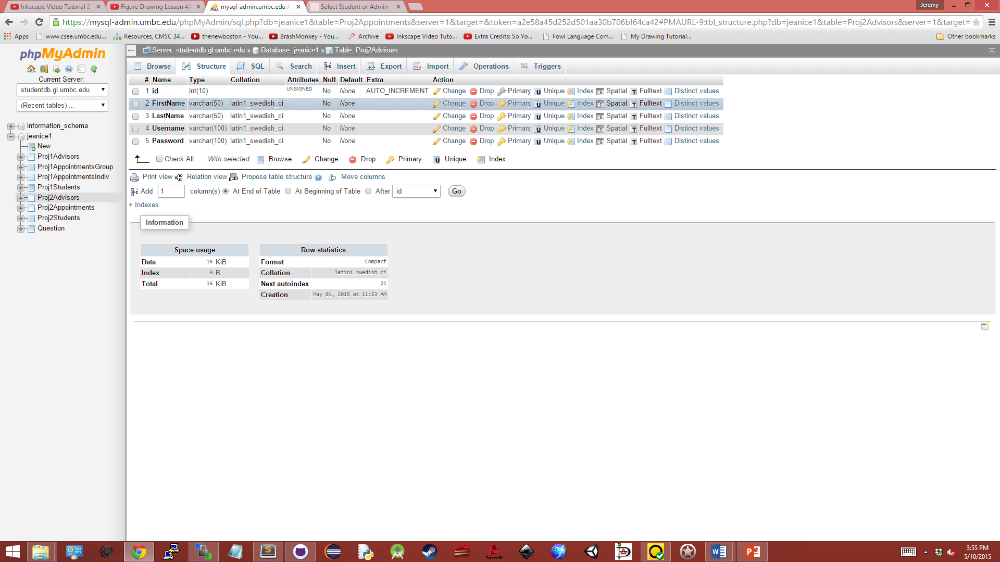 Inkscape Video Tutorial 2
Figure Drawing Lesson 4/
mysql-admin.umbc.edu /
Select Student or Admin
Jeremy
https://mysql-admin.umbc.edu/phpMyAdmin/sql.php?db=jeanice1&table=Proj2Appointments&server=1&target=&token=a2e58a45d252d501aa30b706bf64ca42#PMAURL-9:tbl_structure.php?db=jeanice1&table=Proj2Advisors&server=1&target=
Apps www.csee.umbc.edu... Resources, CMSC 34... thenewboston - You... BrashMonkey - You... Archive Inkscape Video Tuto... Extra Credits: So Yo... Fowl Language Com... My Drawing Tutorial... Other bookmarks
phpMyAdmin
Current Server:
studentdb.gl.umbc.edu
(Recent tables) ...
information_schema
jeanice1
New
Proj1Advisors
Proj1AppointmentsGroup
Proj1AppointmentsIndiv
Proj1Students
Proj2Advisors
Proj2Appointments
Proj2Students
Question
Server: studentdb.gl.umbc.edu » Database: jeanice1 » Table: Proj2Advisors
Browse Structure SQL Search Insert Export Import Operations Triggers
# Name Type Collation Attributes Null Default Extra Action
1 id int(10) UNSIGNED No None AUTO_INCREMENT Change Drop Primary Unique Index Spatial Fulltext Distinct values
2 FirstName varchar(50) latin1_swedish_ci No None Change Drop Primary Unique Index Spatial Fulltext Distinct values
3 LastName varchar(50) latin1_swedish_ci No None Change Drop Primary Unique Index Spatial Fulltext Distinct values
4 Username varchar(100) latin1_swedish_ci No None Change Drop Primary Unique Index Spatial Fulltext Distinct values
5 Password varchar(100) latin1_swedish_ci No None Change Drop Primary Unique Index Spatial Fulltext Distinct values
Check All With selected: Browse Change Drop Primary Unique Index
Print view Relation view Propose table structure Move columns
Add 1 column(s) At End of Table At Beginning of Table After id Go
+ Indexes
Information
Space usage
Data 16 KiB
Index 0 B
Total 16 KiB
Row statistics
Format Compact
Collation latin1_swedish_ci
Next autoindex 21
Creation May 01, 2015 at 11:53 AM
3:55 PM
5/10/2015